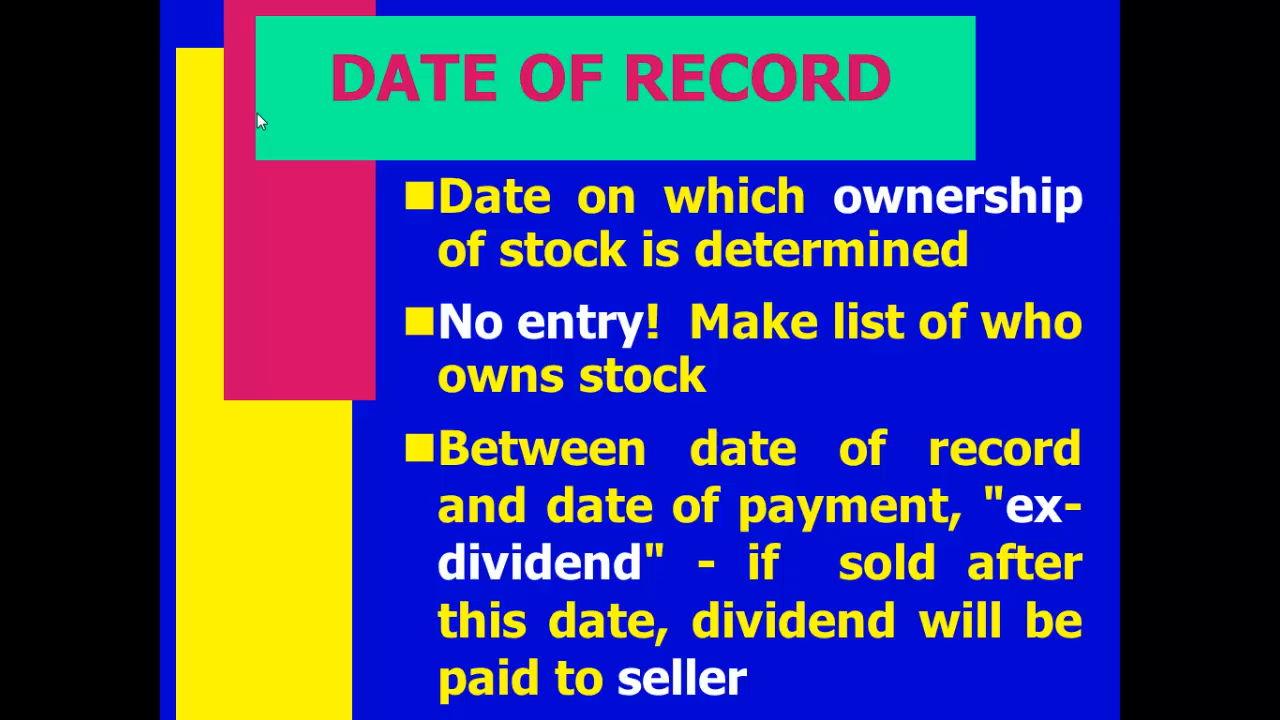 DATE OF RECORD
■Date on which ownership
of stock is determined
■No entry! Make list of who
owns stock
■Between date of record
and date of payment, "ex-
dividend" - if sold after
this date, dividend will be
paid to seller